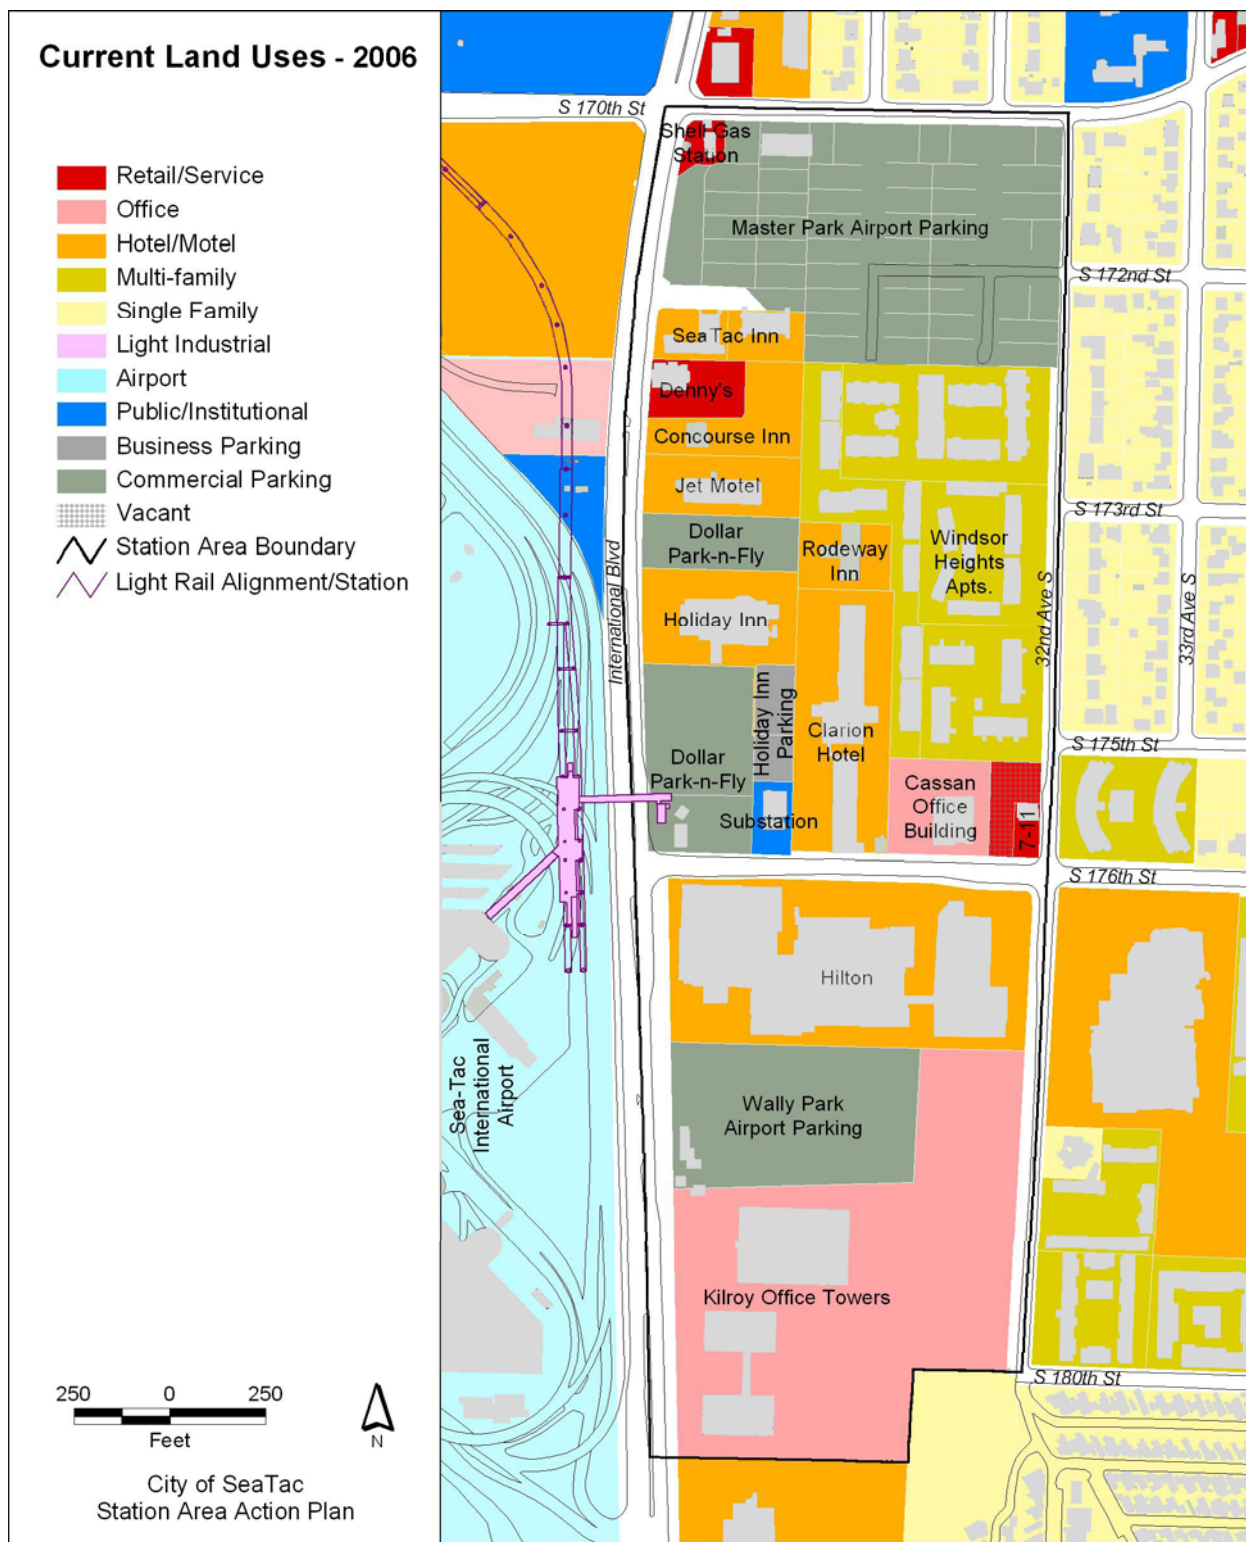 Current Land Uses - 2006
Retail/Service
Office
Hotel/Motel
Multi-family
Single Family
Light Industrial
Airport
Public/Institutional
Business Parking
Commercial Parking
Vacant
Station Area Boundary
Light Rail Alignment/Station
250 0 250
Feet
N
City of SeaTac
Station Area Action Plan
S 170th St
Shell Gas
Station
Master Park Airport Parking
S 172nd St
SeaTac Inn
Denny's
Concourse Inn
Jet Motel
Dollar
Park-n-Fly
Rodeway
Inn
Windsor
Heights
Apts.
S 173rd St
International Blvd
32nd Ave S
33rd Ave S
Holiday Inn
Holiday Inn
Parking
Clarion
Hotel
Dollar
Park-n-Fly
Substation
Cassan
Office
Building
7-11
S 175th St
S 176th St
Hilton
Sea-Tac
International
Airport
Wally Park
Airport Parking
Kilroy Office Towers
S 180th St